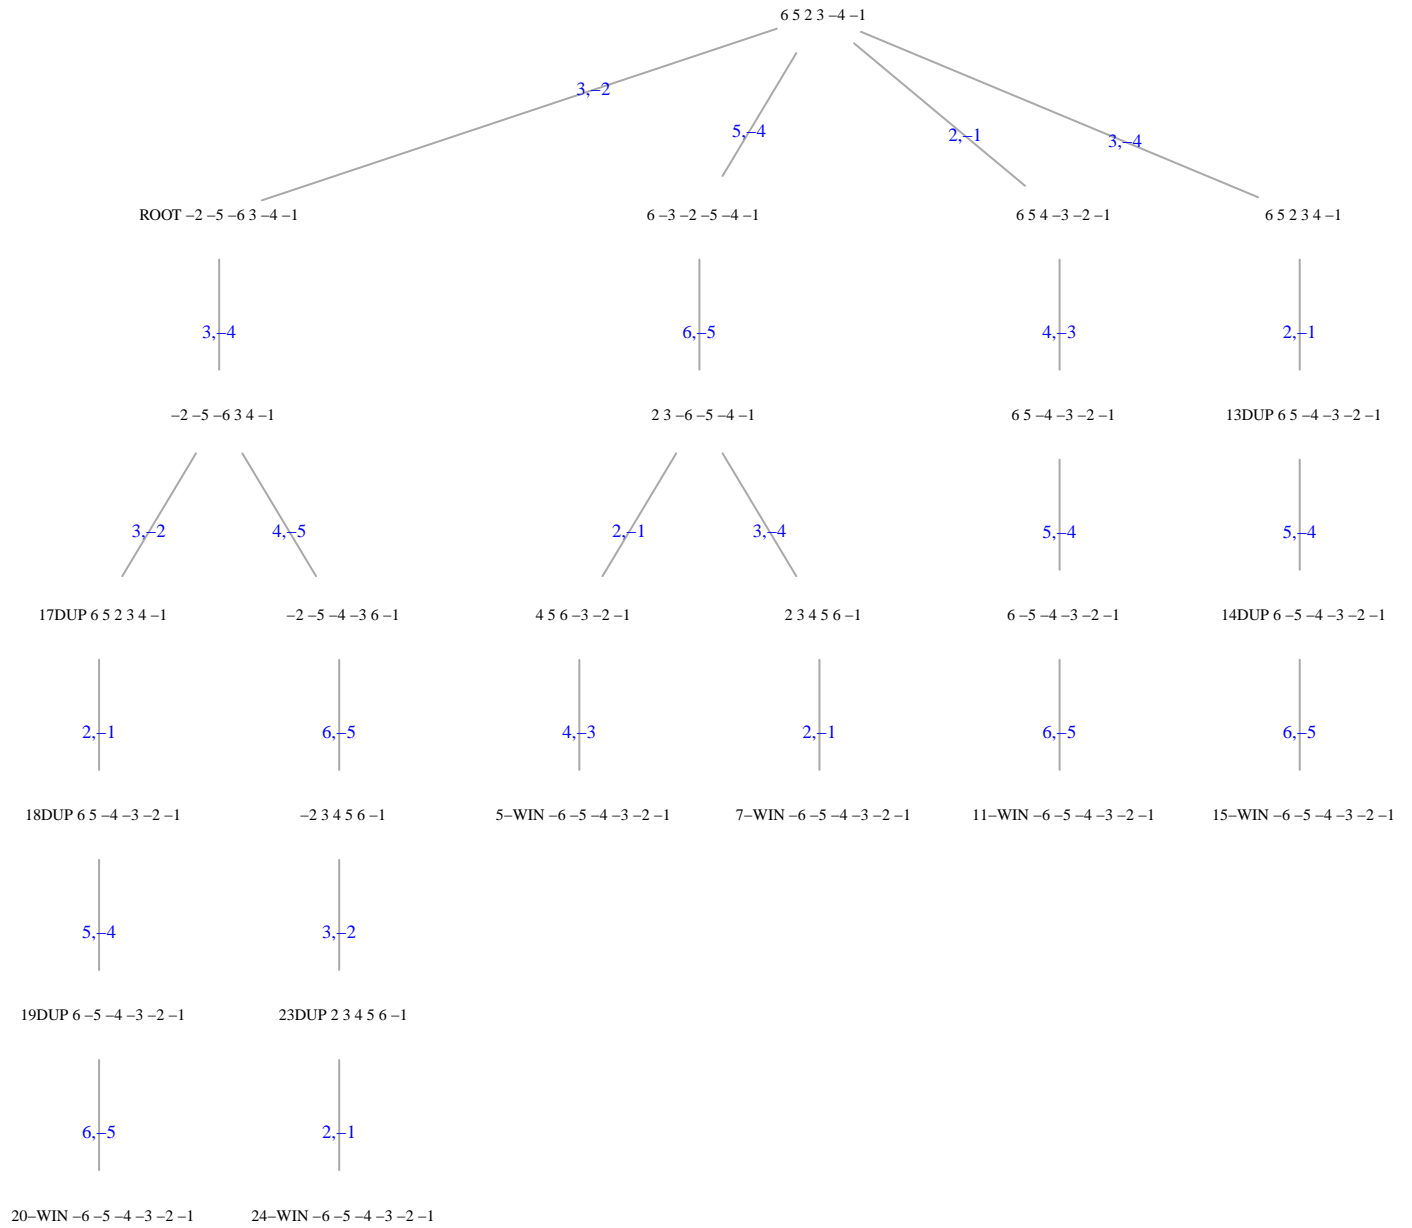 6 5 2 3 –4 –1
3,–2
5,–4
2,–1
3,–4
ROOT –2 –5 –6 3 –4 –1
6 –3 –2 –5 –4 –1
6 5 4 –3 –2 –1
6 5 2 3 4 –1
3,–4
6,–5
4,–3
2,–1
–2 –5 –6 3 4 –1
2 3 –6 –5 –4 –1
6 5 –4 –3 –2 –1
13DUP 6 5 –4 –3 –2 –1
3,–2
4,–5
2,–1
3,–4
5,–4
5,–4
17DUP 6 5 2 3 4 –1
–2 –5 –4 –3 6 –1
4 5 6 –3 –2 –1
2 3 4 5 6 –1
6 –5 –4 –3 –2 –1
14DUP 6 –5 –4 –3 –2 –1
2,–1
6,–5
4,–3
2,–1
6,–5
6,–5
18DUP 6 5 –4 –3 –2 –1
–2 3 4 5 6 –1
5–WIN –6 –5 –4 –3 –2 –1
7–WIN –6 –5 –4 –3 –2 –1
11–WIN –6 –5 –4 –3 –2 –1
15–WIN –6 –5 –4 –3 –2 –1
5,–4
3,–2
19DUP 6 –5 –4 –3 –2 –1
23DUP 2 3 4 5 6 –1
6,–5
2,–1
20–WIN –6 –5 –4 –3 –2 –1
24–WIN –6 –5 –4 –3 –2 –1